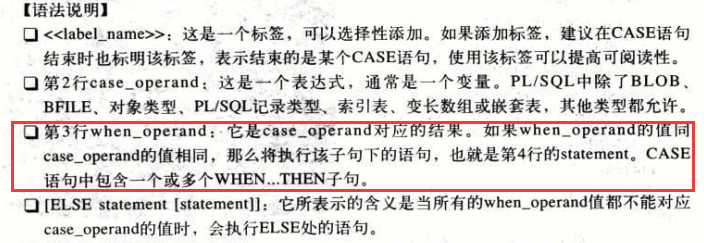 【语法说明】
❏ <<label_name>>：这是一个标签，可以选择性添加。如果添加标签，建议在CASE语句
结束时也标明该标签，表示结束的是某个CASE语句，使用该标签可以提高可阅读性。
❏ 第2行case_operand：这是一个表达式，通常是一个变量。PL/SQL中除了BLOB、
BFILE、对象类型、PL/SQL记录类型、索引表、变长数组或嵌套表，其他类型都允许。
❏ 第3行when_operand：它是case_operand对应的结果。如果when_operand的值同
case_operand的值相同，那么将执行该子句下的语句，也就是第4行的statement。CASE
语句中包含一个或多个WHEN...THEN子句。
❏ [ELSE statement [statement]]：它所表示的含义是当所有的when_operand值都不能对应
case_operand的值时，会执行ELSE处的语句。